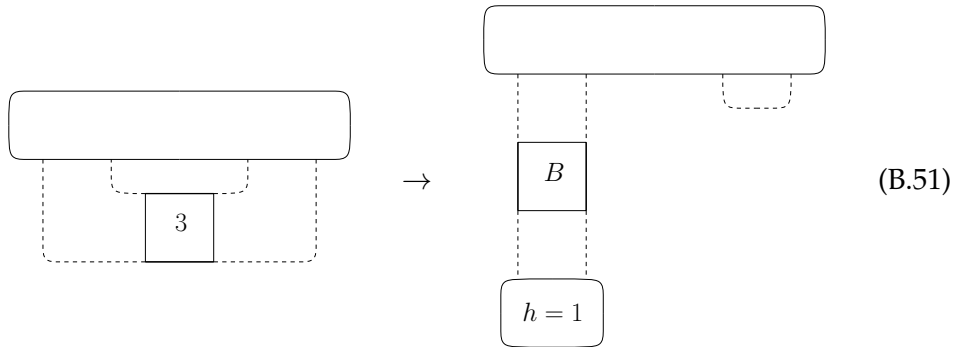 3
→
B
h = 1
(B.51)